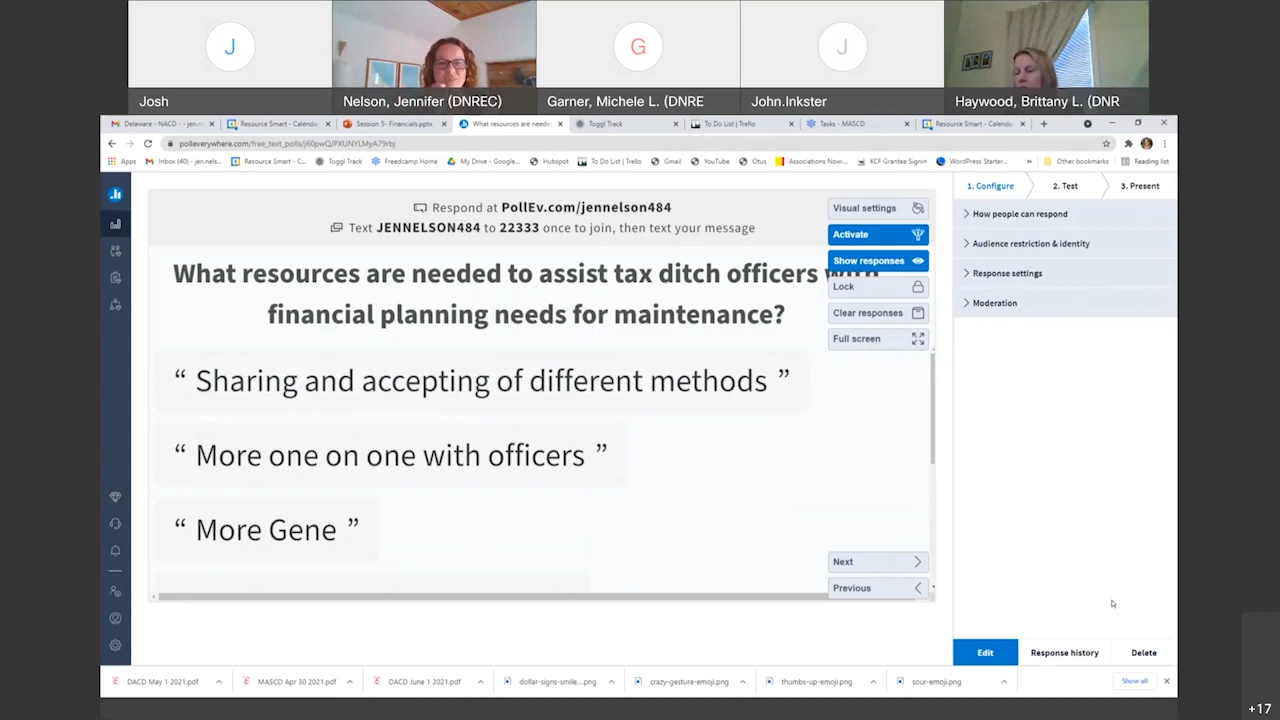 J
G
J
Josh
Nelson, Jennifer (DNREC)
Garner, Michele L. (DNRE
John.Inkster
Haywood, Brittany L. (DNR
Delaware - NACD - - jen.n
Resource Smart - Calenda
Session 5- Financials.pptx
What resources are neede
Toggl Track
To Do List | Trello
Tasks - MASCD
Resource Smart - Calenda
polleverywhere.com/free_text_polls/j60pwQJPXUNYLMyA79rbj
Apps
Inbox (40) - jen.nels...
Resource Smart - C...
Toggl Track
Freedcamp Home
My Drive - Google...
Hubspot
To Do List | Trello
Gmail
YouTube
Otus
Associations Now...
KCF Grantee Signin
WordPress Starter...
»
Other bookmarks
Reading list
Respond at PollEv.com/jennelson484
Text JENNELSON484 to 22333 once to join, then text your message
What resources are needed to assist tax ditch officers with
financial planning needs for maintenance?
“ Sharing and accepting of different methods ”
“ More one on one with officers ”
“ More Gene ”
Visual settings
Activate
Show responses
Lock
Clear responses
Full screen
Next
Previous
1. Configure
2. Test
3. Present
How people can respond
Audience restriction & identity
Response settings
Moderation
Edit
Response history
Delete
DACD May 1 2021.pdf
MASCD Apr 30 2021.pdf
DACD June 1 2021.pdf
dollar-signs-smile....png
crazy-gesture-emoji.png
thumbs-up-emoji.png
sour-emoji.png
Show all
+17